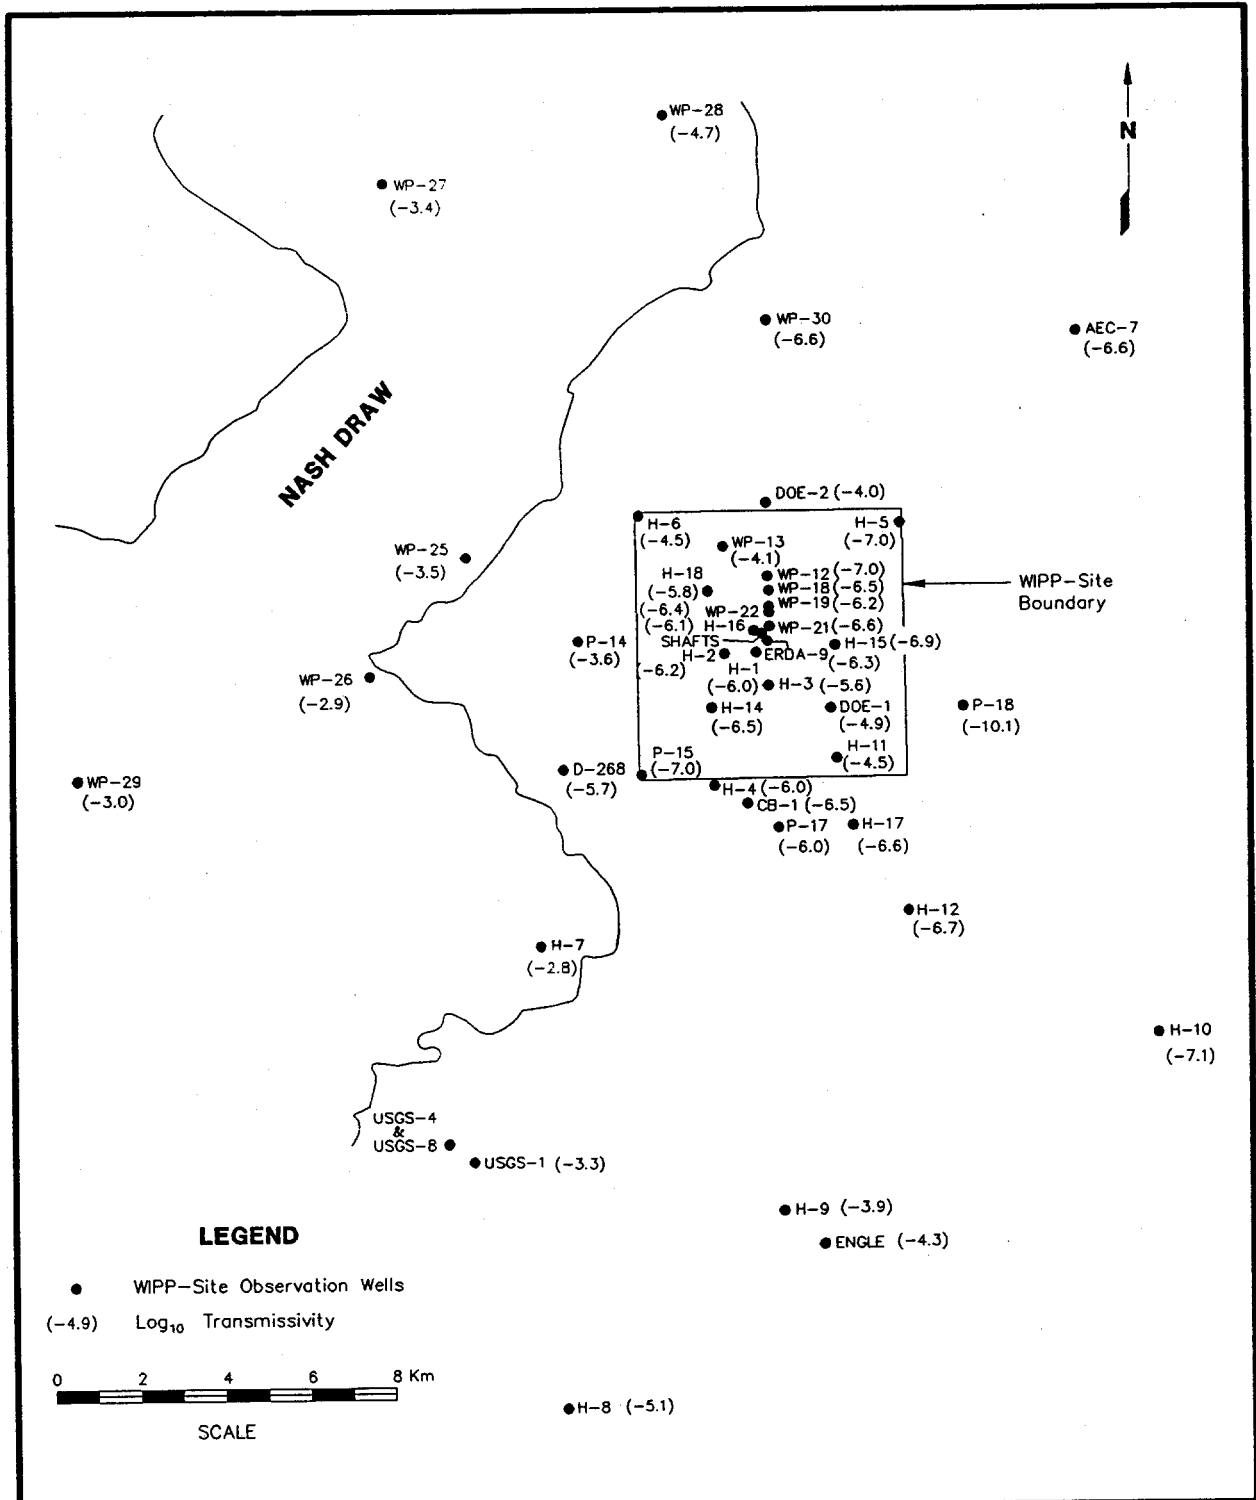 WP-28
(-4.7)
N
WP-27
(-3.4)
WP-30
(-6.6)
AEC-7
(-6.6)
NASH DRAW
DOE-2 (-4.0)
H-6
(-4.5)
H-5
(-7.0)
WP-13
(-4.1)
WP-25
(-3.5)
WP-12 (-7.0)
H-18
(-5.8)
WP-18 (-6.5)
WIPP-Site
Boundary
(-6.4)
WP-22
WP-19 (-6.2)
(-6.1)
H-16
WP-21 (-6.6)
SHAFTS
H-15 (-6.9)
P-14
(-3.6)
H-2
(-6.2)
ERDA-9
(-6.3)
H-1
(-6.0)
H-3 (-5.6)
WP-26
(-2.9)
H-14
(-6.5)
DOE-1
(-4.9)
P-18
(-10.1)
H-11
(-4.5)
P-15
(-7.0)
D-268
(-5.7)
WP-29
(-3.0)
H-4 (-6.0)
CB-1 (-6.5)
P-17
(-6.0)
H-17
(-6.6)
H-12
(-6.7)
H-7
(-2.8)
H-10
(-7.1)
USGS-4
&
USGS-8
USGS-1 (-3.3)
H-9 (-3.9)
ENGLE (-4.3)
LEGEND
WIPP-Site Observation Wells
(-4.9) Log₁₀ Transmissivity
0 2 4 6 8 Km
SCALE
H-8 (-5.1)